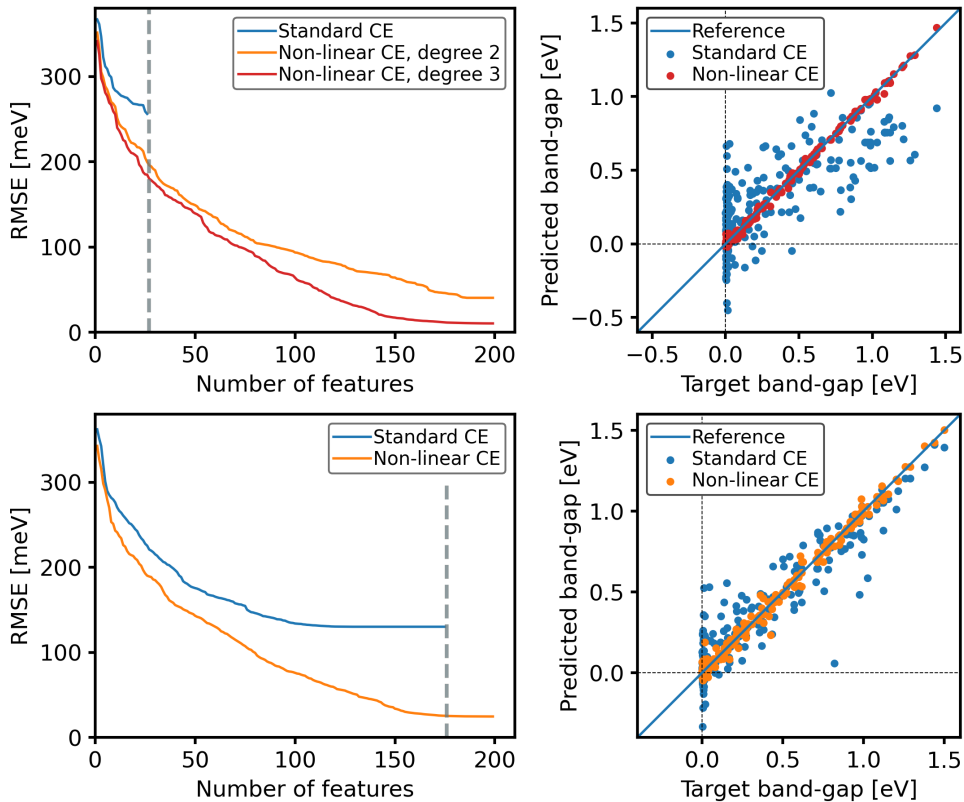 RMSE [meV]
300
200
100
0
Standard CE
Non-linear CE, degree 2
Non-linear CE, degree 3
0 50 100 150 200
Number of features
Predicted band-gap [eV]
1.5
1.0
0.5
0.0
−0.5
Reference
Standard CE
Non-linear CE
−0.5 0.0 0.5 1.0 1.5
Target band-gap [eV]
RMSE [meV]
300
200
100
0
Standard CE
Non-linear CE
0 50 100 150 200
Number of features
Predicted band-gap [eV]
1.5
1.0
0.5
0.0
Reference
Standard CE
Non-linear CE
0.0 0.5 1.0 1.5
Target band-gap [eV]